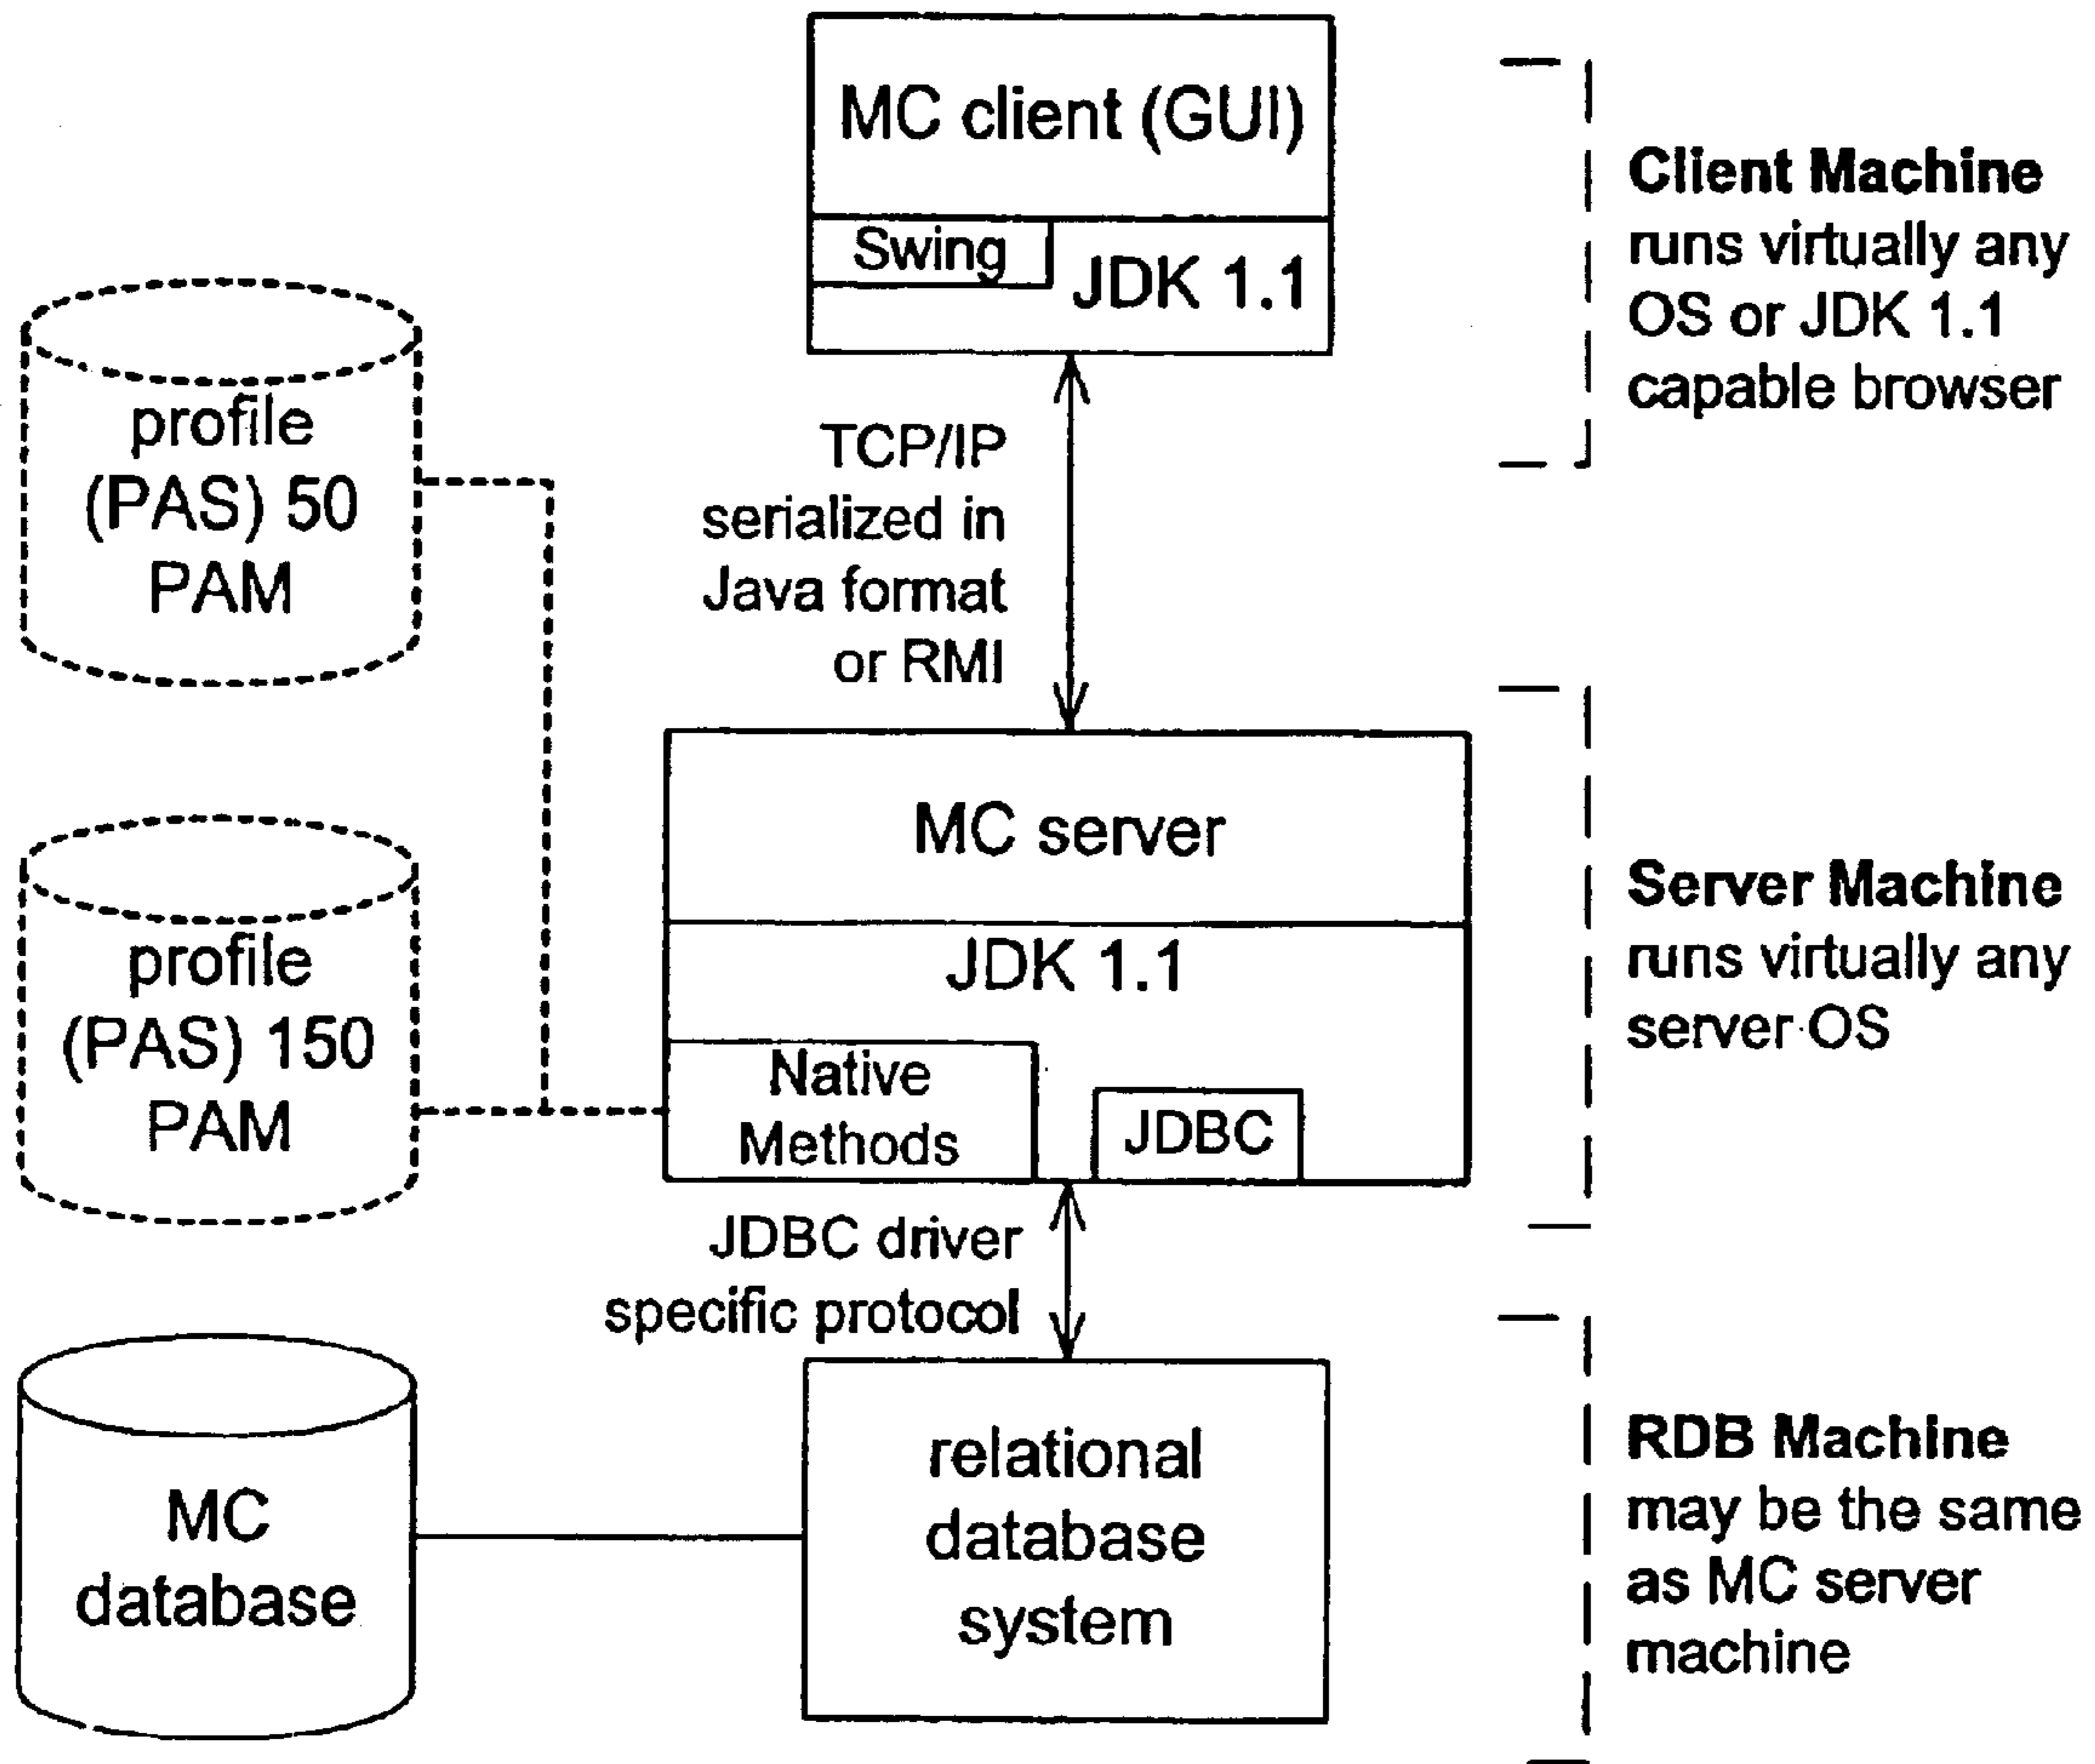 MC client (GUI)
Swing
JDK 1.1
Client Machine
runs virtually any
OS or JDK 1.1
capable browser
profile
(PAS) 50
PAM
TCP/IP
serialized in
Java format
or RMI
MC server
JDK 1.1
Native
Methods
JDBC
Server Machine
runs virtually any
server OS
profile
(PAS) 150
PAM
JDBC driver
specific protocol
MC
database
relational
database
system
RDB Machine
may be the same
as MC server
machine